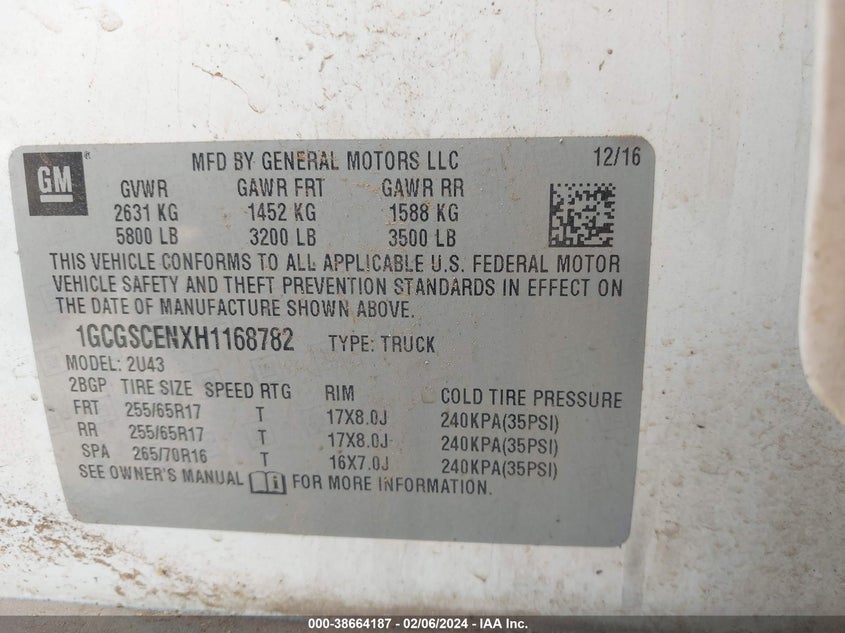 GM ® MFD BY GENERAL MOTORS LLC 12/16
GVWR GAWR FRT GAWR RR
2631 KG 1452 KG 1588 KG
5800 LB 3200 LB 3500 LB
THIS VEHICLE CONFORMS TO ALL APPLICABLE U.S. FEDERAL MOTOR
VEHICLE SAFETY AND THEFT PREVENTION STANDARDS IN EFFECT ON
THE DATE OF MANUFACTURE SHOWN ABOVE.
1GCGSCENXH1168782 TYPE: TRUCK
MODEL: 2U43
2BGP TIRE SIZE SPEED RTG RIM COLD TIRE PRESSURE
FRT 255/65R17 T 17X8.0J 240KPA(35PSI)
RR 255/65R17 T 17X8.0J 240KPA(35PSI)
SPA 265/70R16 T 16X7.0J 240KPA(35PSI)
SEE OWNER'S MANUAL i FOR MORE INFORMATION.
000-38664187 - 02/06/2024 - IAA Inc.